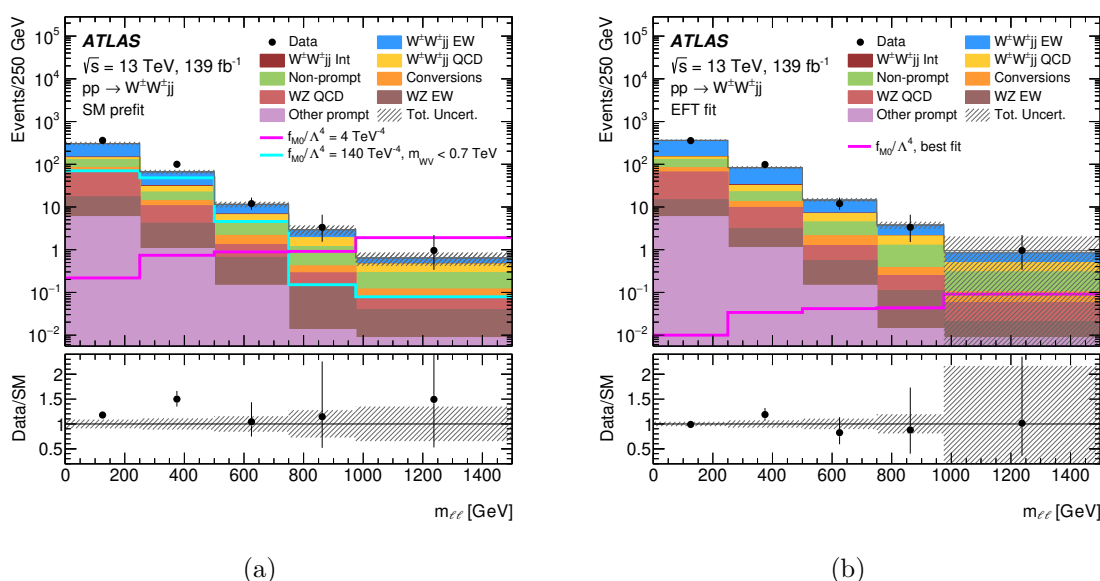 ATLAS
√s = 13 TeV, 139 fb⁻¹
pp → W±W±jj
SM prefit
Data
W±W±jj EW
W±W±jj Int
W±W±jj QCD
Non-prompt
Conversions
WZ QCD
WZ EW
Other prompt
Tot. Uncert.
f_M0/Λ⁴ = 4 TeV⁻⁴
f_M0/Λ⁴ = 140 TeV⁻⁴, m_WV < 0.7 TeV
Events/250 GeV
10⁵
10⁴
10³
10²
10
1
10⁻¹
10⁻²
Data/SM
2
1.5
1
0.5
0 200 400 600 800 1000 1200 1400
m_ℓℓ [GeV]
(a)
ATLAS
√s = 13 TeV, 139 fb⁻¹
pp → W±W±jj
EFT fit
Data
W±W±jj EW
W±W±jj Int
W±W±jj QCD
Non-prompt
Conversions
WZ QCD
WZ EW
Other prompt
Tot. Uncert.
f_M0/Λ⁴, best fit
Events/250 GeV
10⁵
10⁴
10³
10²
10
1
10⁻¹
10⁻²
Data/SM
2
1.5
1
0.5
0 200 400 600 800 1000 1200 1400
m_ℓℓ [GeV]
(b)